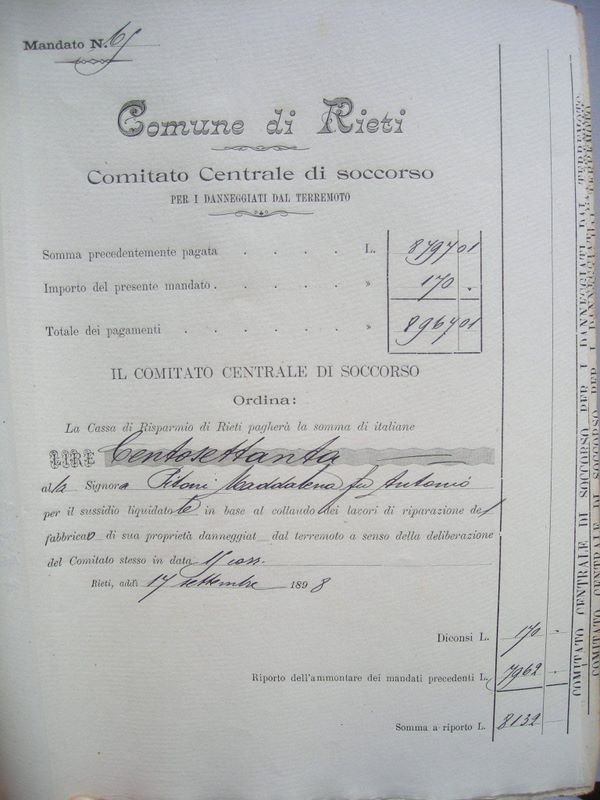 Mandato N. 
Comune di Rieti
Comitato Centrale di soccorso
PER I DANNEGGIATI DAL TERREMOTO
Somma precedentemente pagata . . . . L. 8797 01
Importo del presente mandato . . . . » 170 -
Totale dei pagamenti . . . . . . » 8967 01
IL COMITATO CENTRALE DI SOCCORSO
Ordina:
La Cassa di Risparmio di Rieti pagherà la somma di italiane
LIRE Centosettanta
alla Signora Pitoni Maddalena fu Antonio
per il sussidio liquidatole in base al collaudo dei lavori di riparazione del
fabbricato di sua proprietà danneggiat dal terremoto a senso della deliberazione
del Comitato stesso in data corr.
Rieti, addì 17 settembre 1898
Diconsi L. 170 -
Riporto dell'ammontare dei mandati precedenti L. 7962 -
Somma a riporto L. 8132 -
COMITATO CENTRALE DI SOCCORSO PER I DANNEGGIATI DAL TERREMOTO